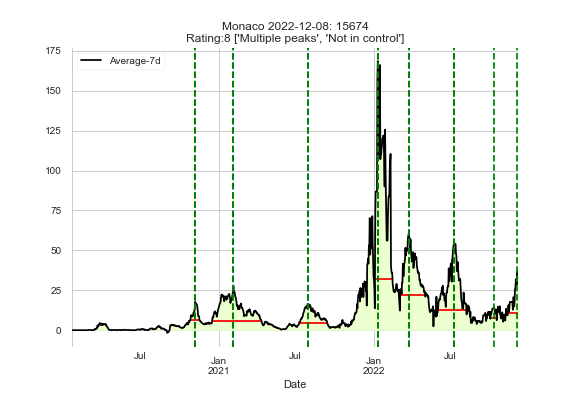 Monaco 2022-12-08: 15674
Rating:8 ['Multiple peaks', 'Not in control']
175
Average-7d
150
125
100
75
50
25
0
Jul Jan Jul Jan Jul
2021 2022
Date